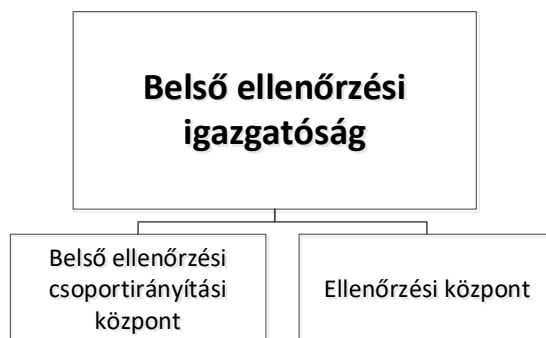 Belső ellenőrzési
igazgatóság
Belső ellenőrzési
csoportirányítási
központ
Ellenőrzési központ